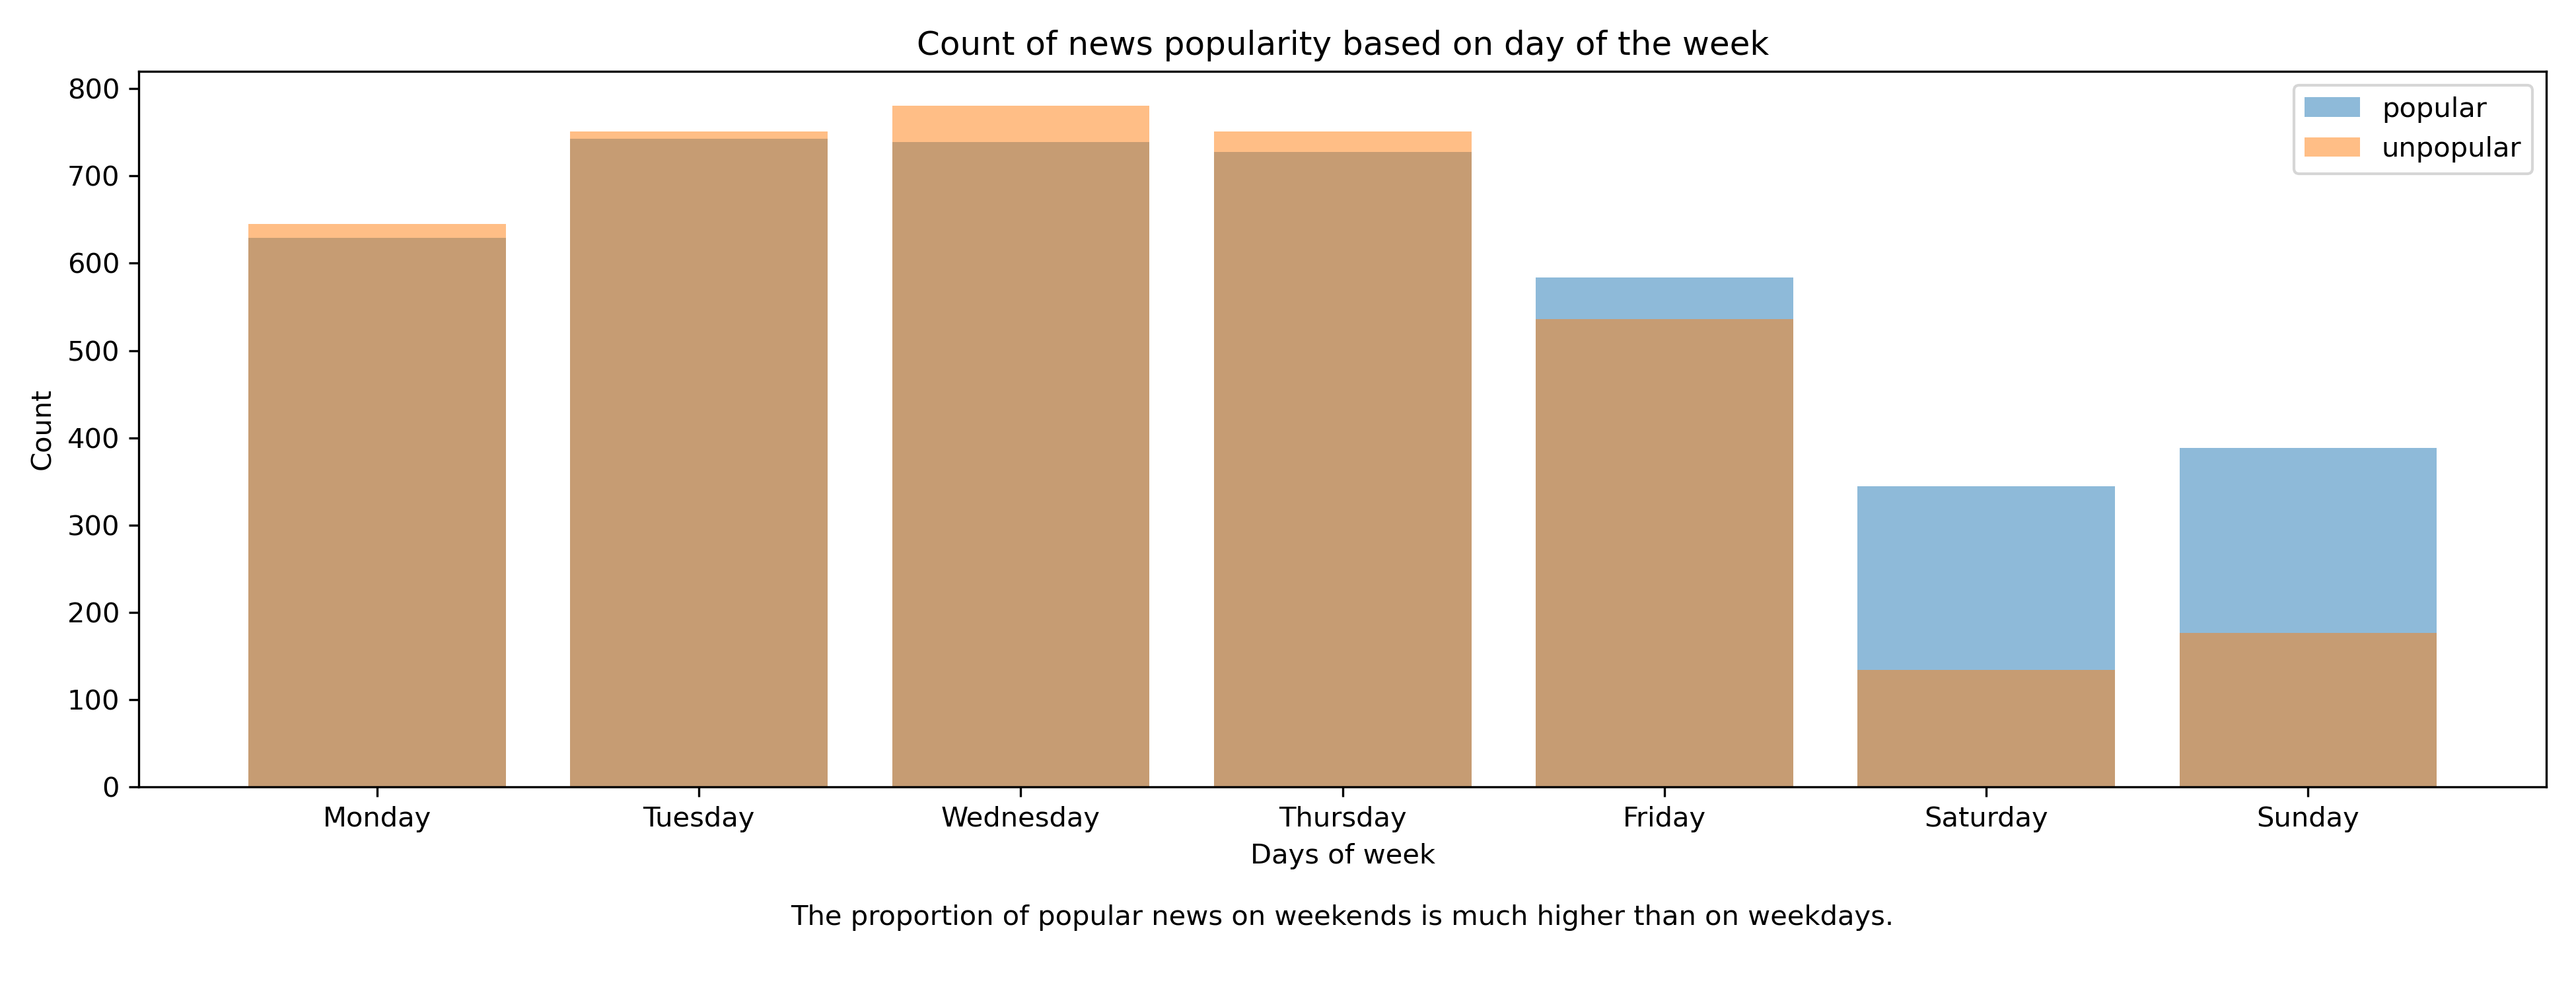 Count of news popularity based on day of the week
800
700
600
500
400
300
200
100
0
Count
popular
unpopular
Monday Tuesday Wednesday Thursday Friday Saturday Sunday
Days of week
The proportion of popular news on weekends is much higher than on weekdays.